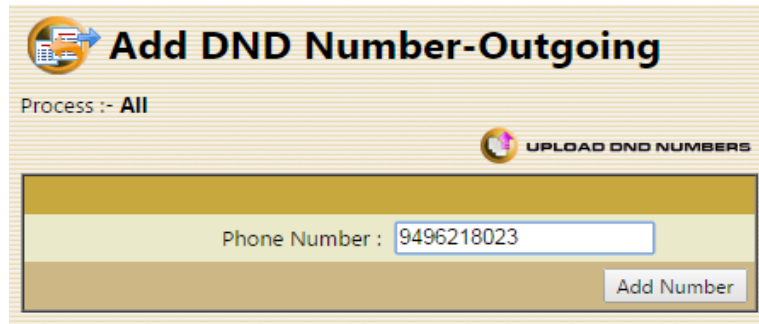 Add DND Number-Outgoing
Process :- All
UPLOAD DND NUMBERS
Phone Number : 9496218023
Add Number